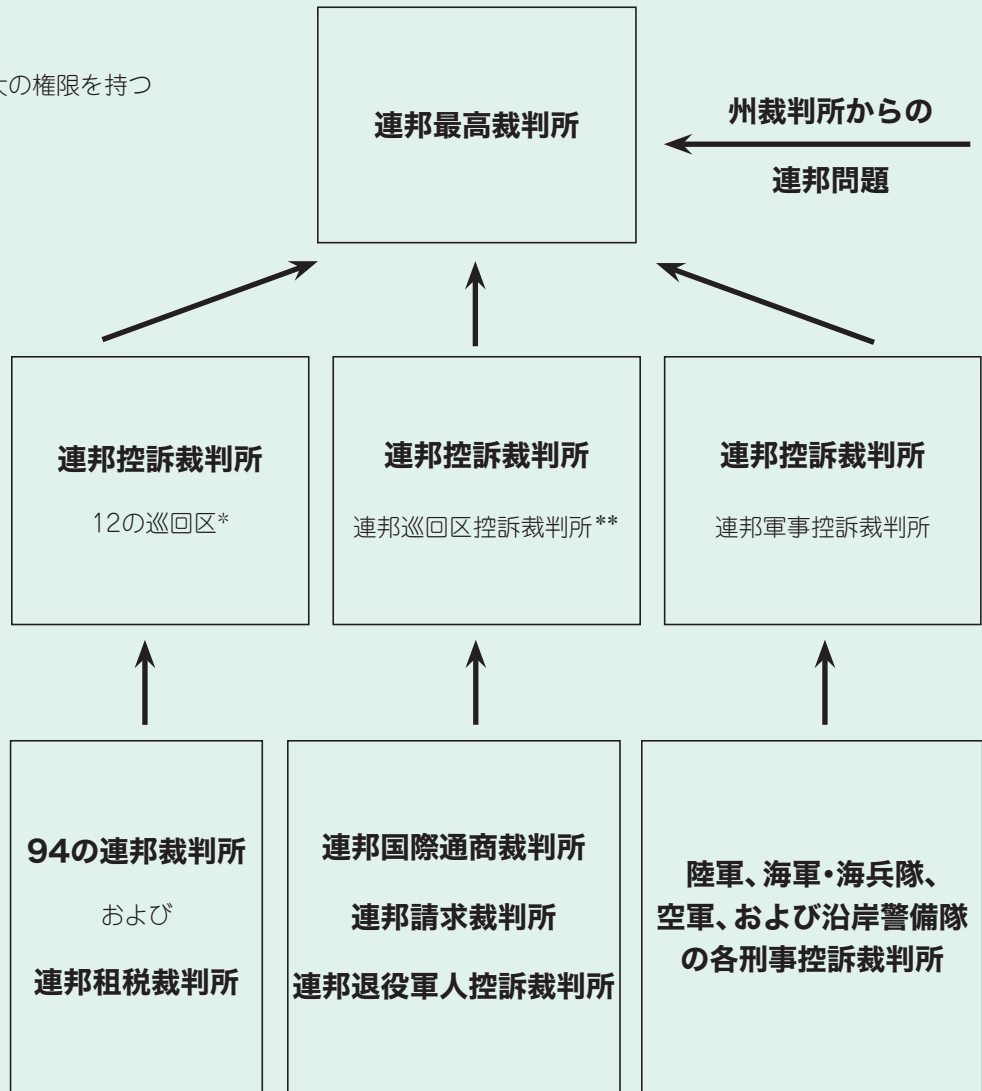 の権限を持つ
連邦最高裁判所
州裁判所からの
連邦問題
連邦控訴裁判所
12の巡回区*
連邦控訴裁判所
連邦巡回区控訴裁判所**
連邦控訴裁判所
連邦軍事控訴裁判所
94の連邦裁判所
および
連邦租税裁判所
連邦国際通商裁判所
連邦請求裁判所
連邦退役軍人控訴裁判所
陸軍、海軍・海兵隊、
空軍、および沿岸警備隊
の各刑事控訴裁判所